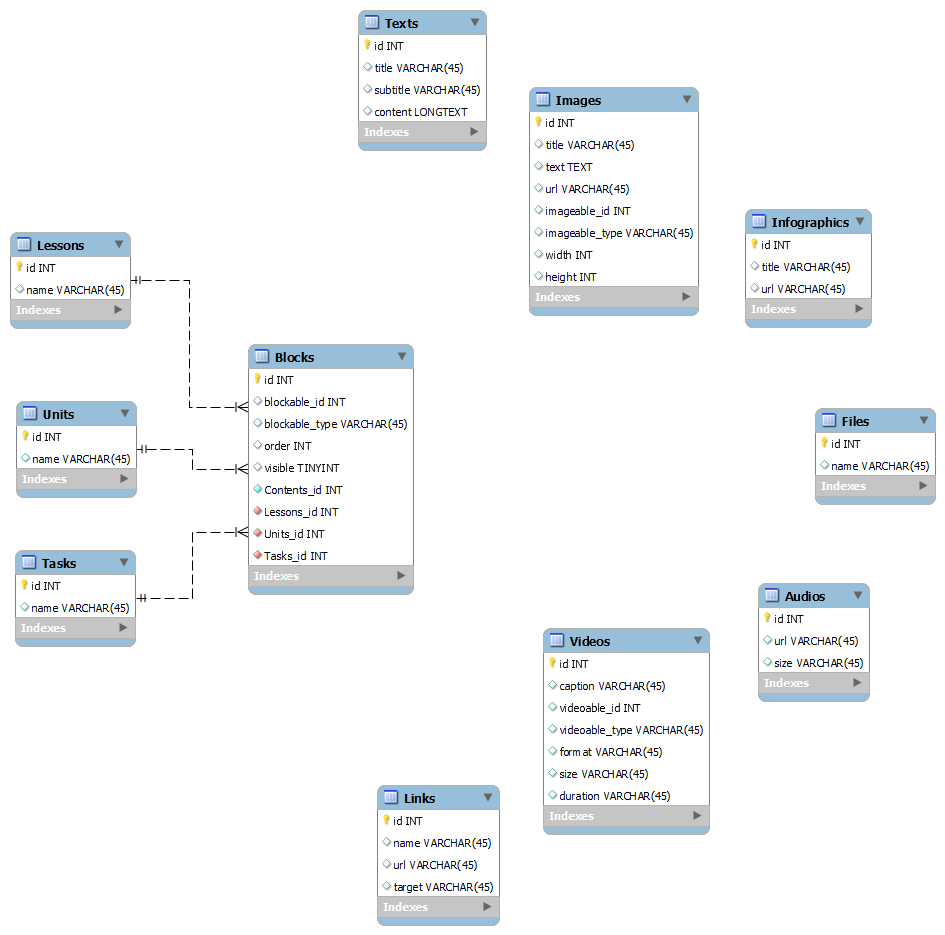 Texts
id INT
title VARCHAR(45)
subtitle VARCHAR(45)
content LONGTEXT
Indexes
Images
id INT
title VARCHAR(45)
text TEXT
url VARCHAR(45)
imageable_id INT
imageable_type VARCHAR(45)
width INT
height INT
Indexes
Infographics
id INT
title VARCHAR(45)
url VARCHAR(45)
Indexes
Lessons
id INT
name VARCHAR(45)
Indexes
Blocks
id INT
blockable_id INT
blockable_type VARCHAR(45)
order INT
visible TINYINT
Contents_id INT
Lessons_id INT
Units_id INT
Tasks_id INT
Indexes
Units
id INT
name VARCHAR(45)
Indexes
Files
id INT
name VARCHAR(45)
Indexes
Tasks
id INT
name VARCHAR(45)
Indexes
Audios
id INT
url VARCHAR(45)
size VARCHAR(45)
Indexes
Videos
id INT
caption VARCHAR(45)
videoable_id INT
videoable_type VARCHAR(45)
format VARCHAR(45)
size VARCHAR(45)
duration VARCHAR(45)
Indexes
Links
id INT
name VARCHAR(45)
url VARCHAR(45)
target VARCHAR(45)
Indexes